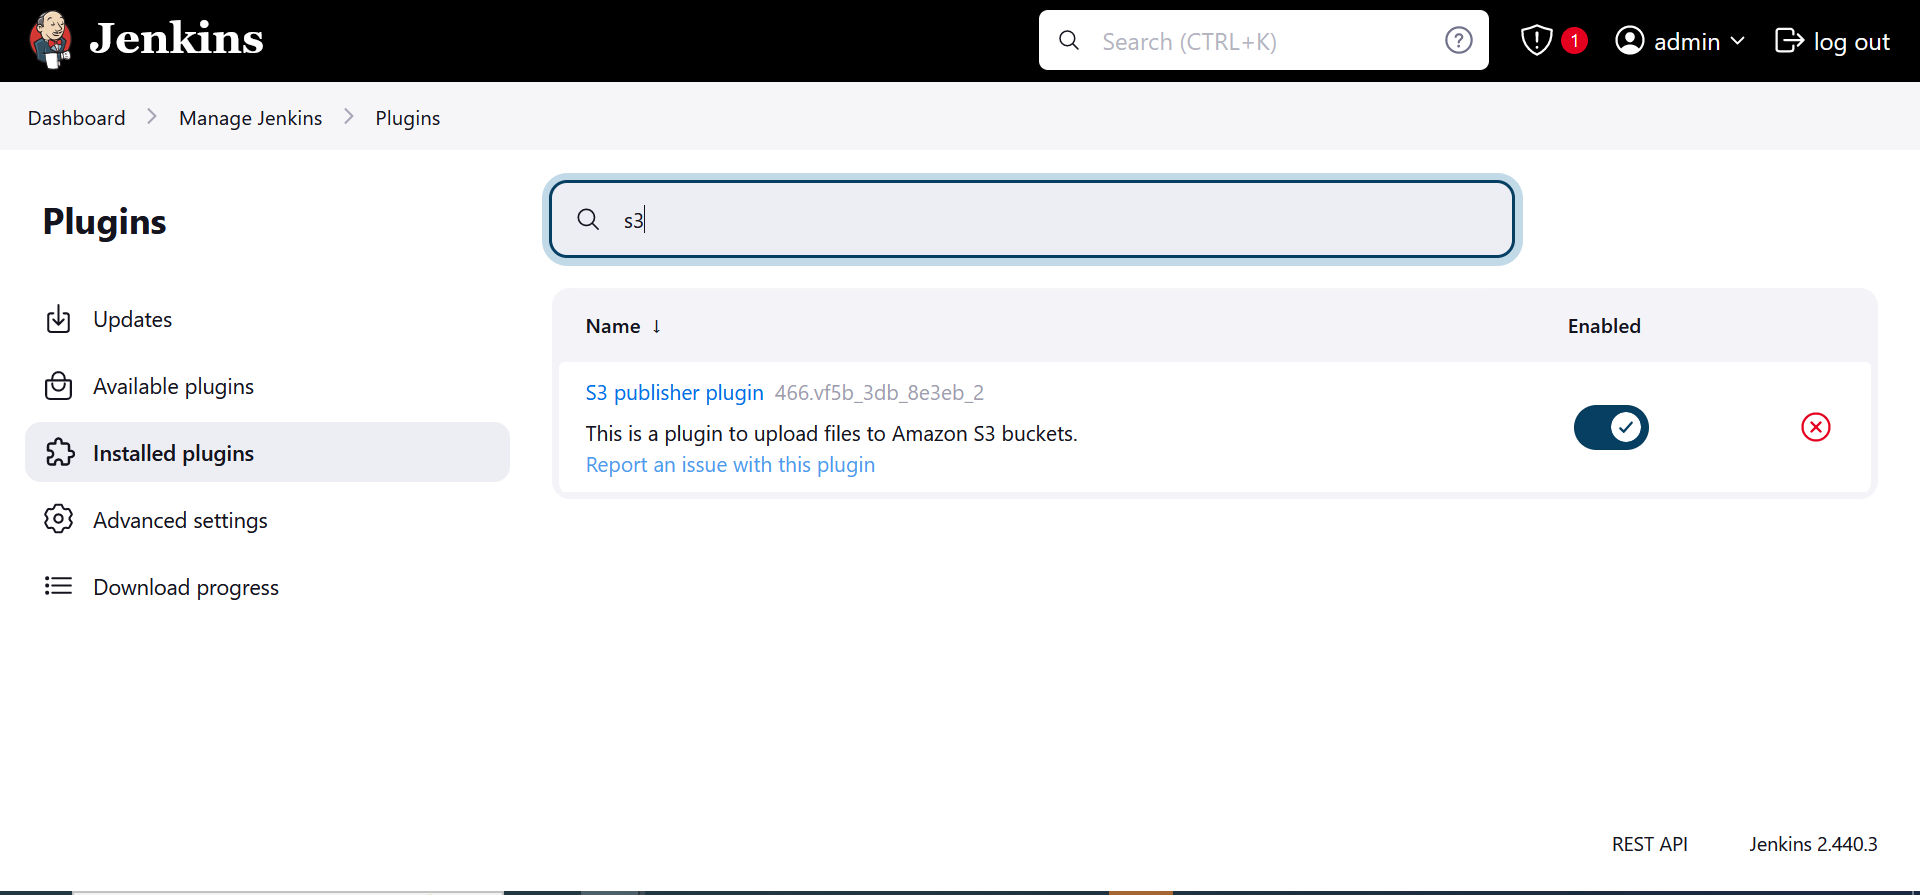 Jenkins
Search (CTRL+K)
1
admin
log out
Dashboard
Manage Jenkins
Plugins
Plugins
s3
Updates
Available plugins
Installed plugins
Advanced settings
Download progress
Name ↓
Enabled
S3 publisher plugin 466.vf5b_3db_8e3eb_2
This is a plugin to upload files to Amazon S3 buckets.
Report an issue with this plugin
REST API
Jenkins 2.440.3